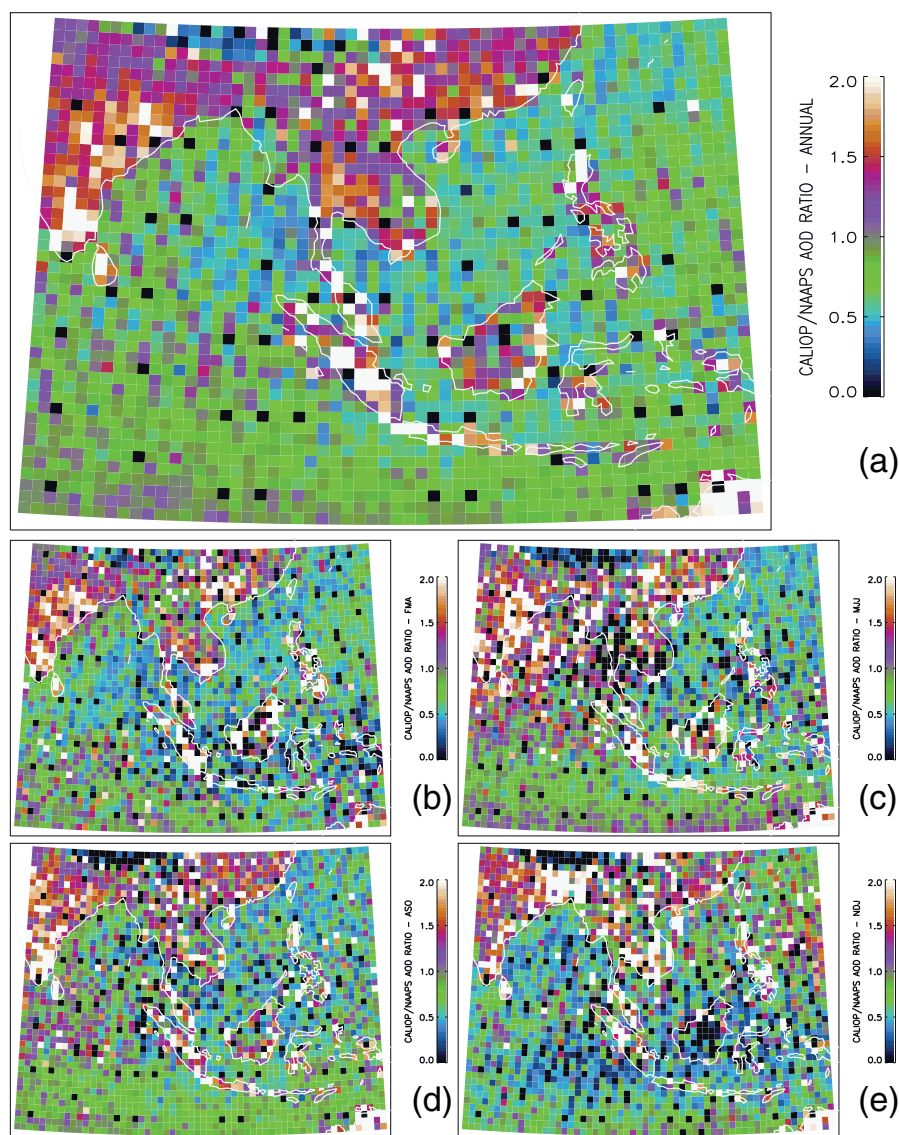 2.0
1.5
1.0
0.5
0.0
CALIOP/NAAPS AOD RATIO – ANNUAL
(a)
2.0
1.5
1.0
0.5
0.0
CALIOP/NAAPS AOD RATIO – FMA
(b)
2.0
1.5
1.0
0.5
0.0
CALIOP/NAAPS AOD RATIO – MJJ
(c)
2.0
1.5
1.0
0.5
0.0
CALIOP/NAAPS AOD RATIO – ASO
(d)
2.0
1.5
1.0
0.5
0.0
CALIOP/NAAPS AOD RATIO – NDJ
(e)